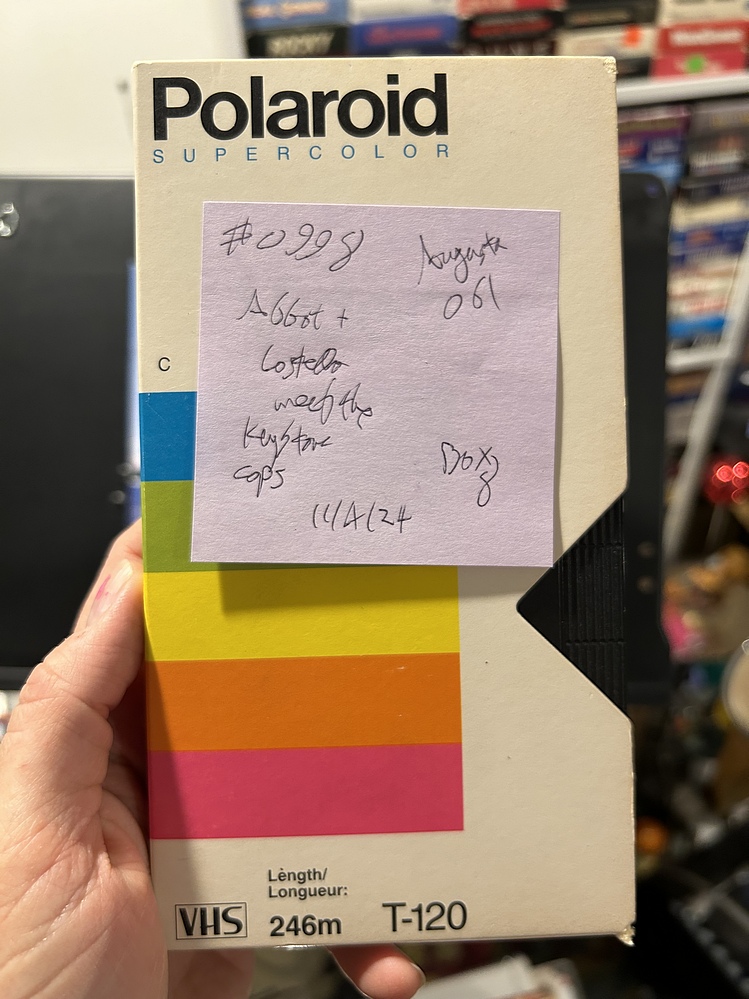 Polaroid
SUPERCOLOR
#0998
Augusta
061
Abbot +
Costello
meet the
Keystone
cops
Box
8
11/4/24
C
Lèngth/
Longueur:
VHS 246m T-120